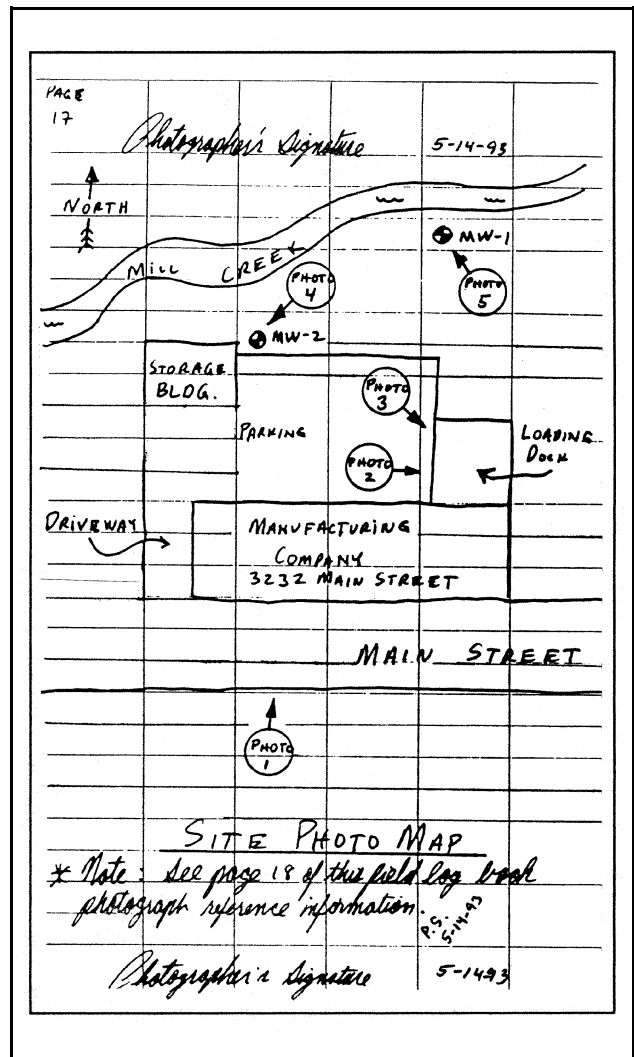 PAGE
17
Photographer's Signature 5-14-93
NORTH
MILL CREEK
MW-1
PHOTO
4
PHOTO
5
MW-2
STORAGE
BLDG.
PHOTO
3
PARKING
LOADING
DOCK
PHOTO
2
DRIVEWAY
MANUFACTURING
COMPANY
3232 MAIN STREET
MAIN STREET
PHOTO
1
SITE PHOTO MAP
* Note: See page 18 of this field log book
photograph reference information.
P.S.
5-14-93
Photographer's Signature 5-14-93